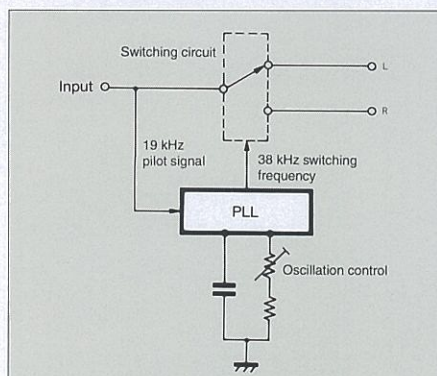 Switching circuit
Input
L
R
19 kHz
pilot signal
38 kHz switching
frequency
PLL
Oscillation control